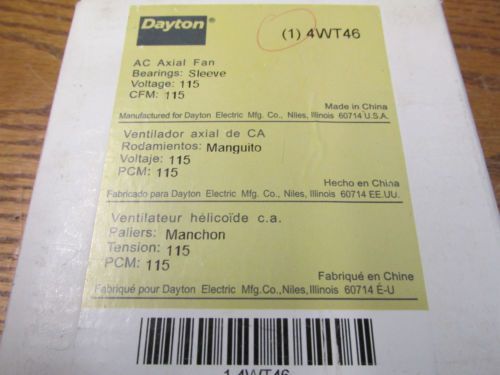 Dayton®
(1) 4WT46
AC Axial Fan
Bearings: Sleeve
Voltage: 115
CFM: 115
Made in China
Manufactured for Dayton Electric Mfg. Co., Niles, Illinois 60714 U.S.A.
Ventilador axial de CA
Rodamientos: Manguito
Voltaje: 115
PCM: 115
Hecho en China
Fabricado para Dayton Electric Mfg. Co., Niles, Illinois 60714 EE.UU.
Ventilateur hélicoïde c.a.
Paliers: Manchon
Tension: 115
PCM: 115
Fabriqué en Chine
Fabriqué pour Dayton Electric Mfg.Co.,Niles,Illinois 60714 É-U
1 4WT46